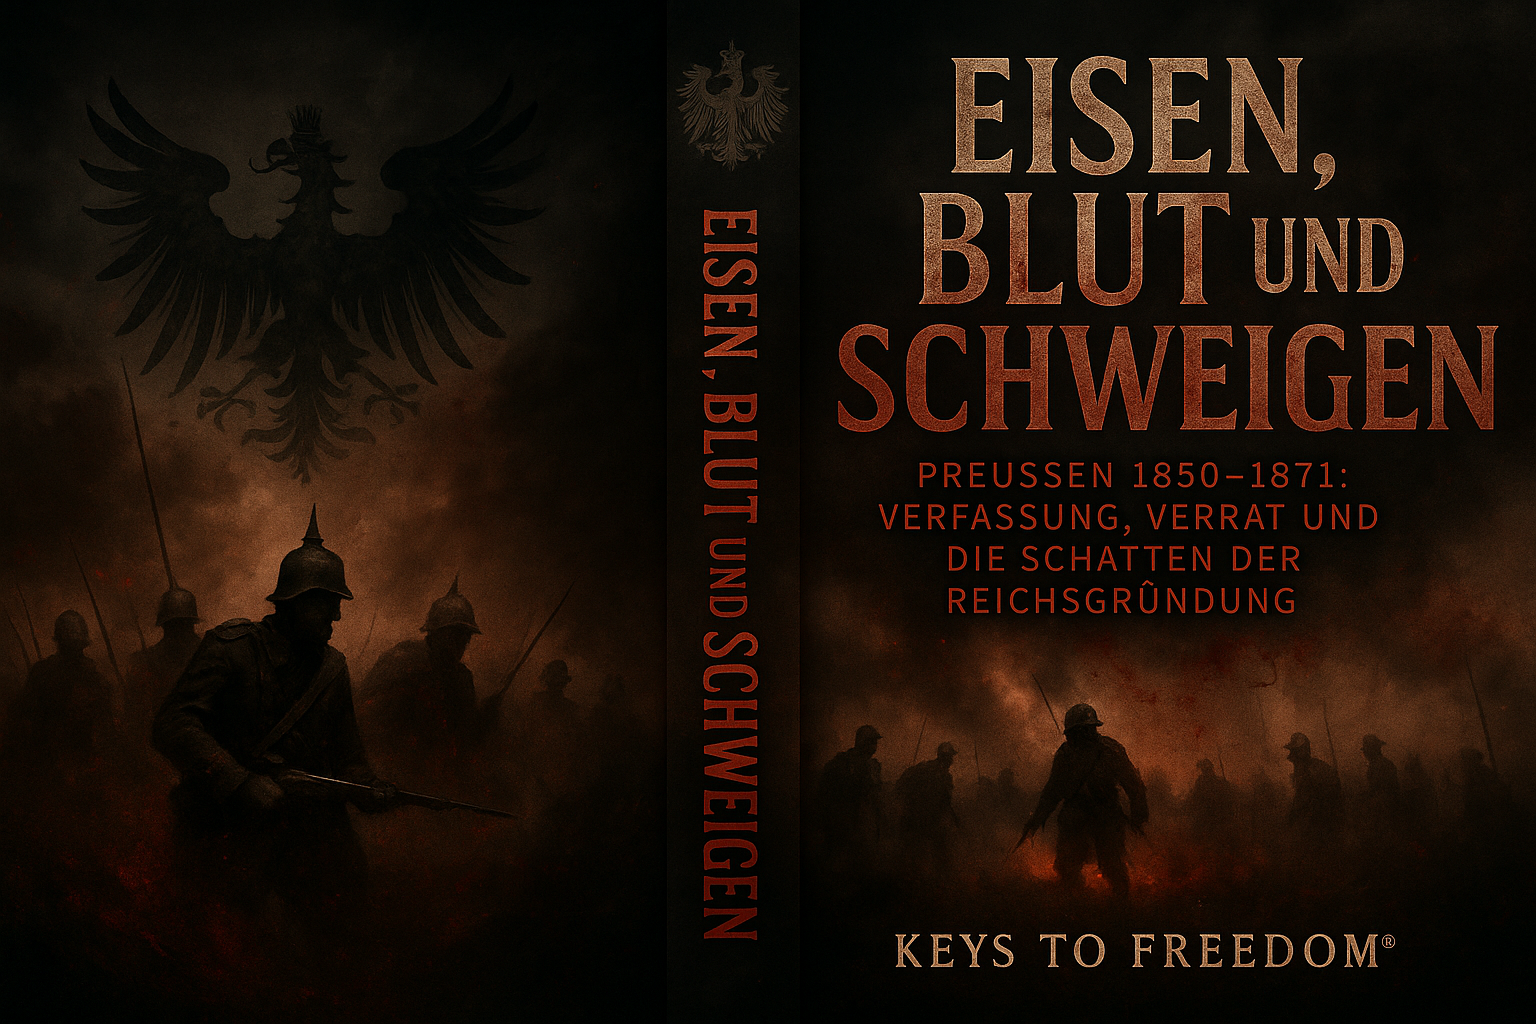 EISEN, BLUT UND SCHWEIGEN
EISEN,
BLUT UND
SCHWEIGEN
PREUSSEN 1850–1871:
VERFASSUNG, VERRAT UND
DIE SCHATTEN DER
REICHSGRÛNDUNG
KEYS TO FREEDOM®